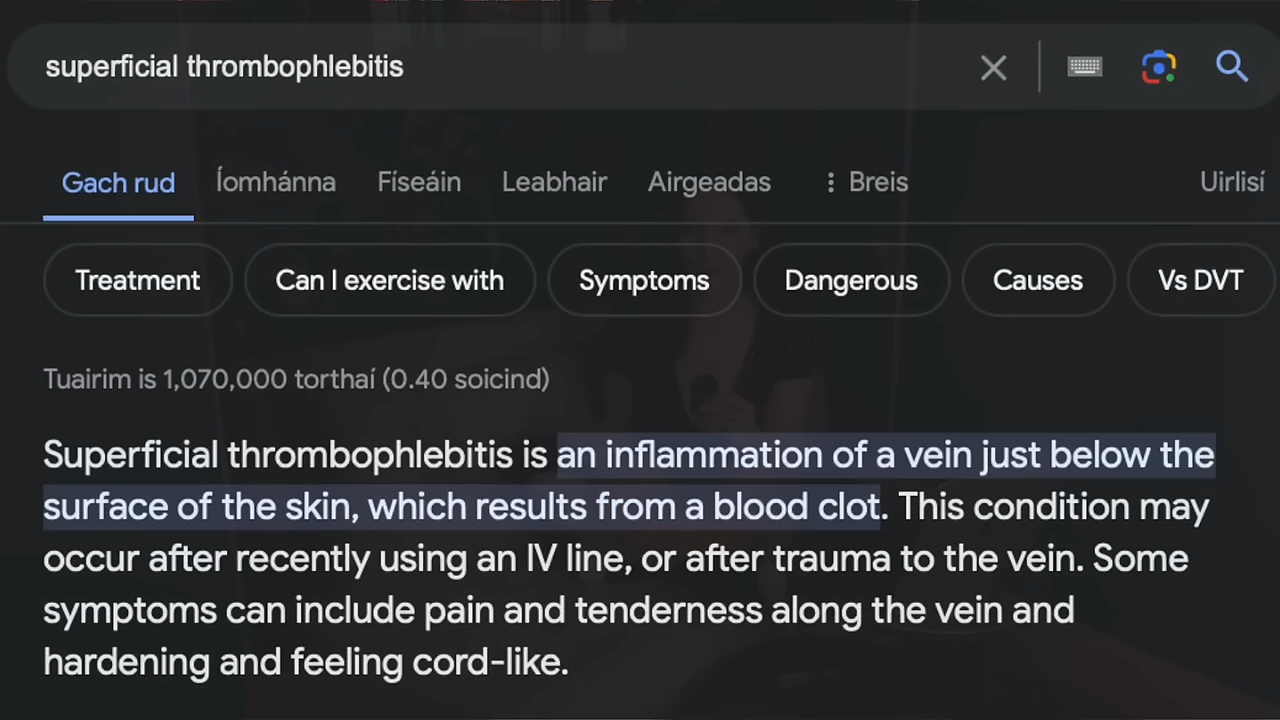 superficial thrombophlebitis
Gach rud Íomhánna Físeáin Leabhair Airgeadas Breis Uirlisí
Treatment Can I exercise with Symptoms Dangerous Causes Vs DVT
Tuairim is 1,070,000 torthaí (0.40 soicind)
Superficial thrombophlebitis is an inflammation of a vein just below the
surface of the skin, which results from a blood clot. This condition may
occur after recently using an IV line, or after trauma to the vein. Some
symptoms can include pain and tenderness along the vein and
hardening and feeling cord-like.